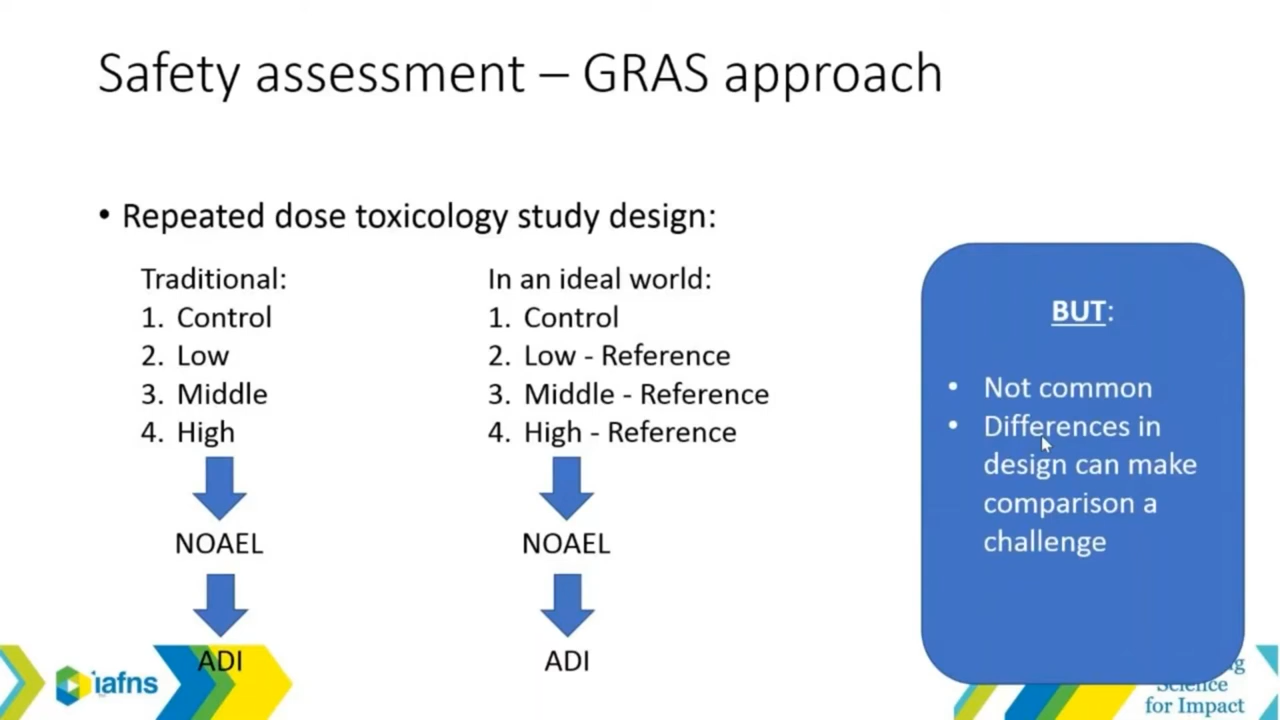 Safety assessment – GRAS approach
• Repeated dose toxicology study design:
Traditional:
1. Control
2. Low
3. Middle
4. High
NOAEL
ADI
In an ideal world:
1. Control
2. Low - Reference
3. Middle - Reference
4. High - Reference
NOAEL
ADI
BUT:
• Not common
• Differences in
design can make
comparison a
challenge
iafns
Science
for Impact